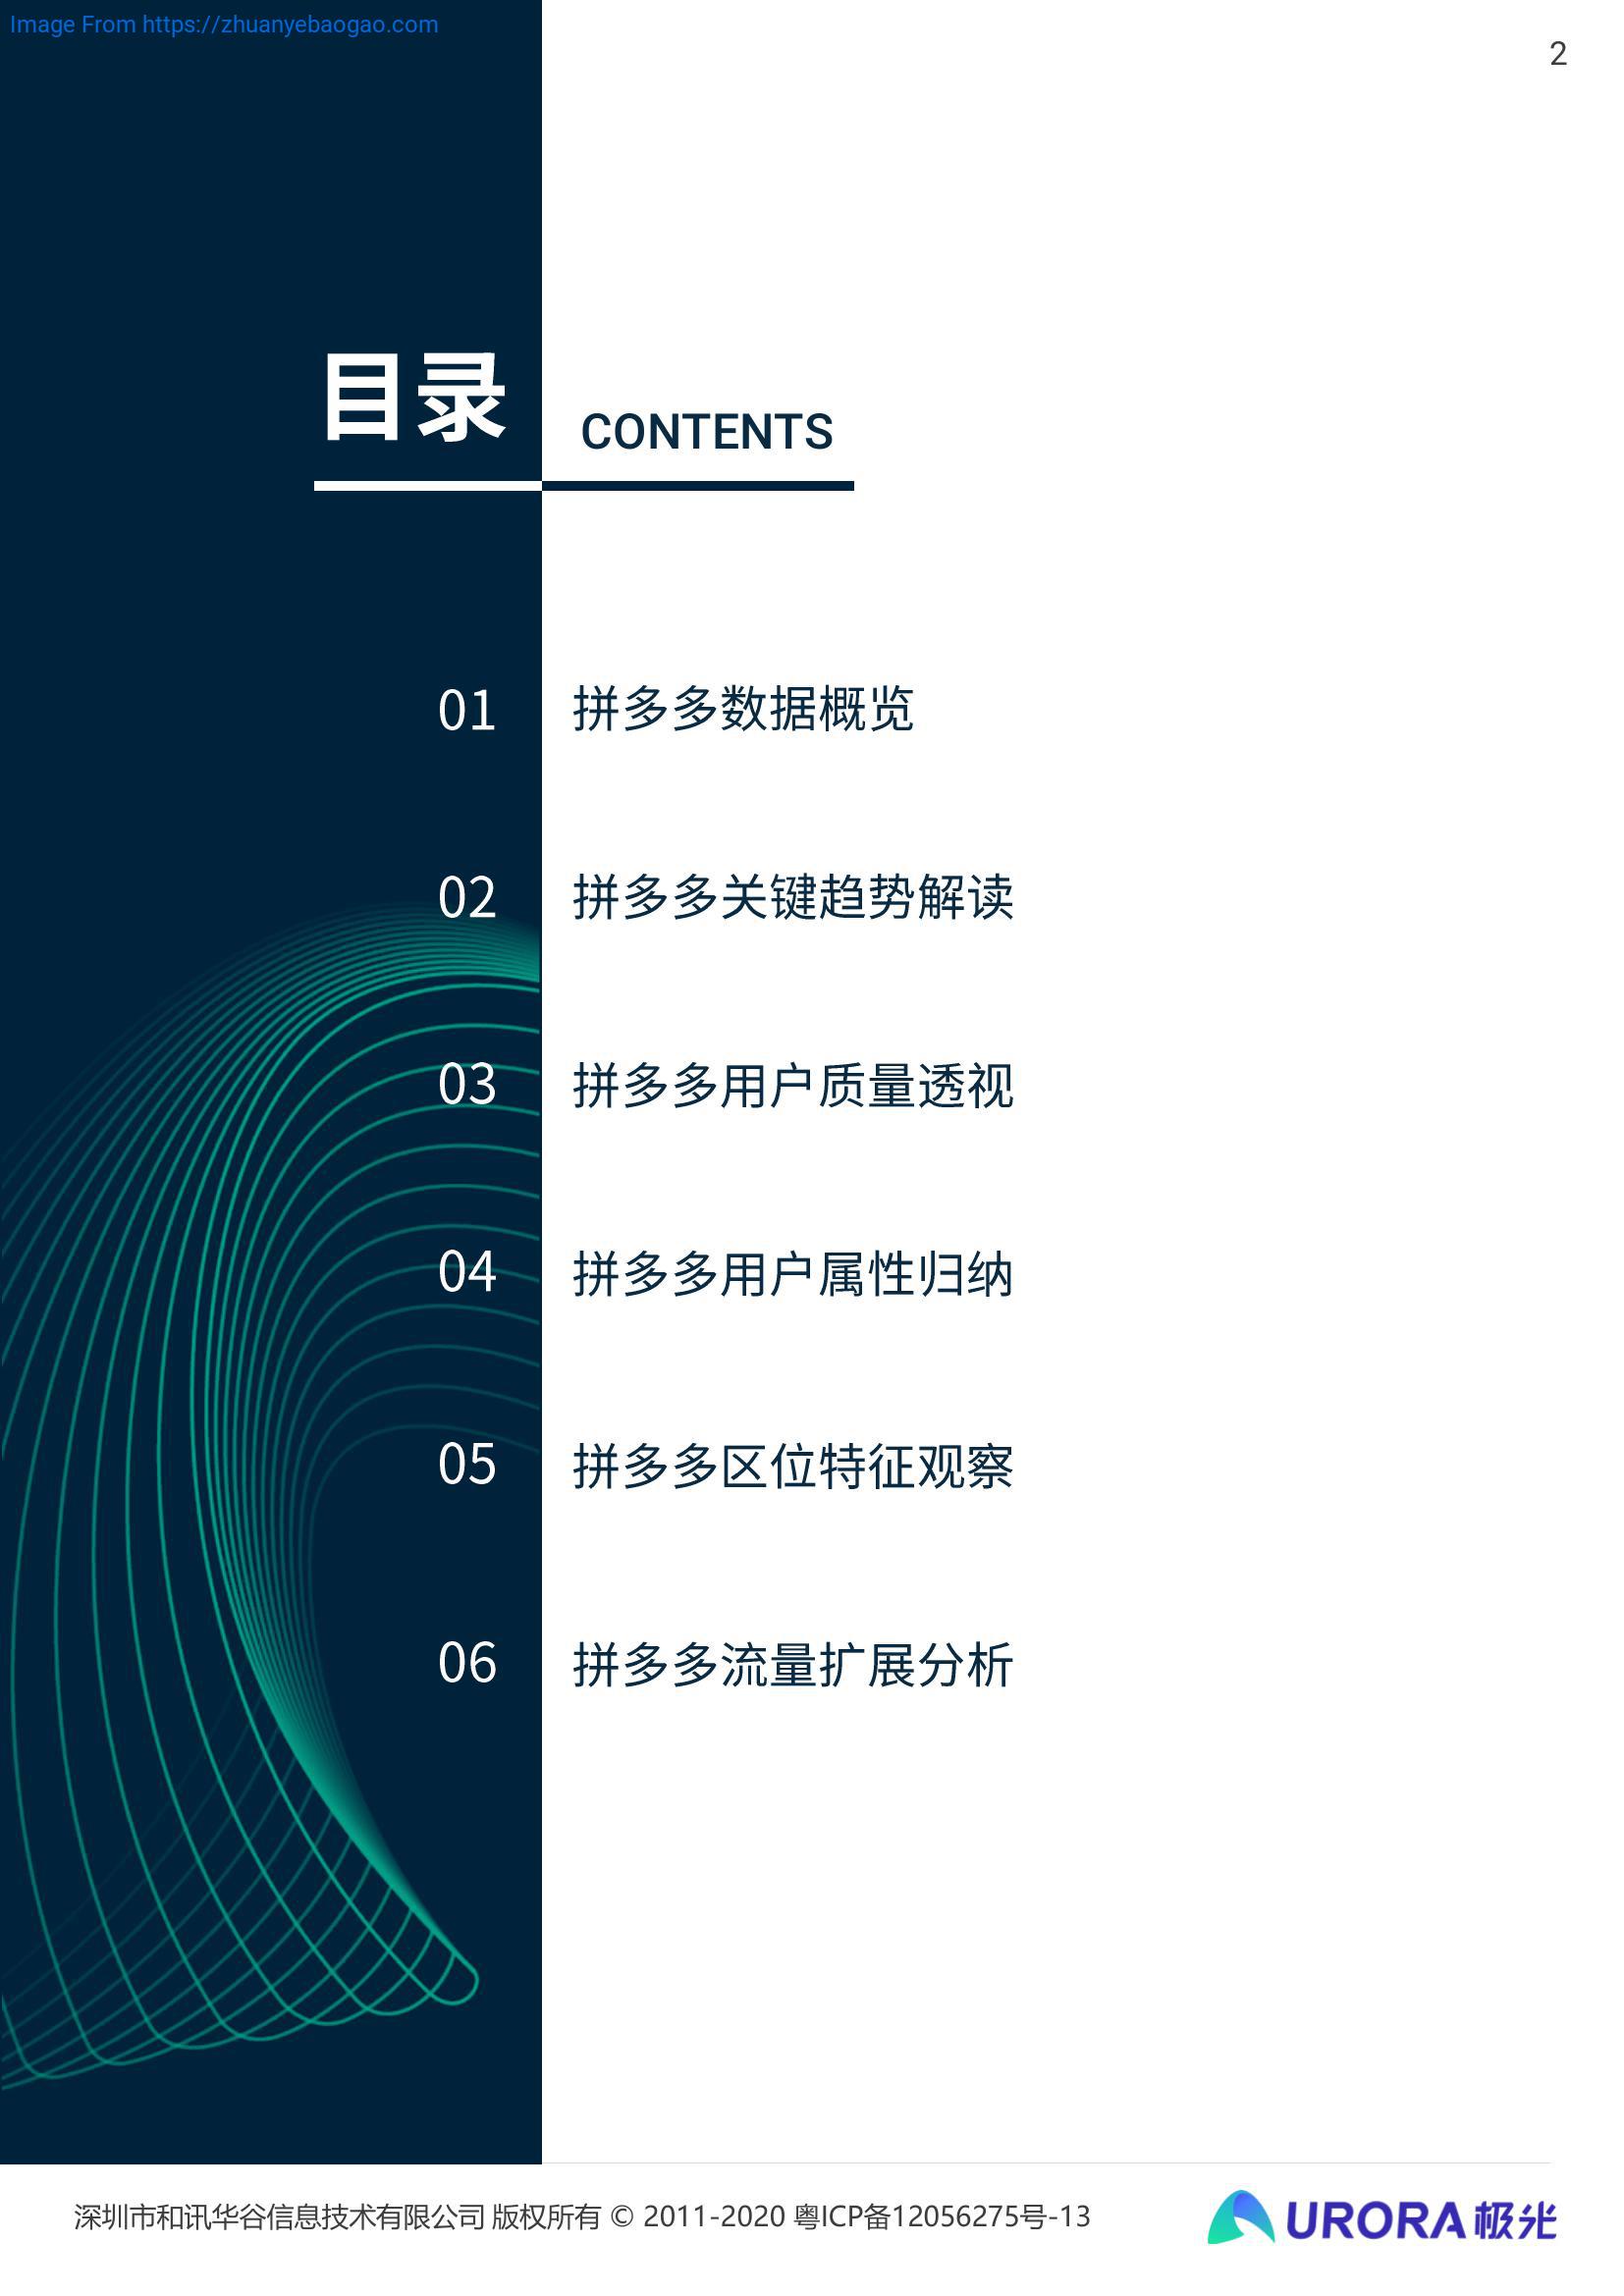 Image From https://zhuanyebaogao.com
2
目录 CONTENTS
01 拼多多数据概览
02 拼多多关键趋势解读
03 拼多多用户质量透视
04 拼多多用户属性归纳
05 拼多多区位特征观察
06 拼多多流量扩展分析
深圳市和讯华谷信息技术有限公司 版权所有 © 2011-2020 粤ICP备12056275号-13
URORA极光